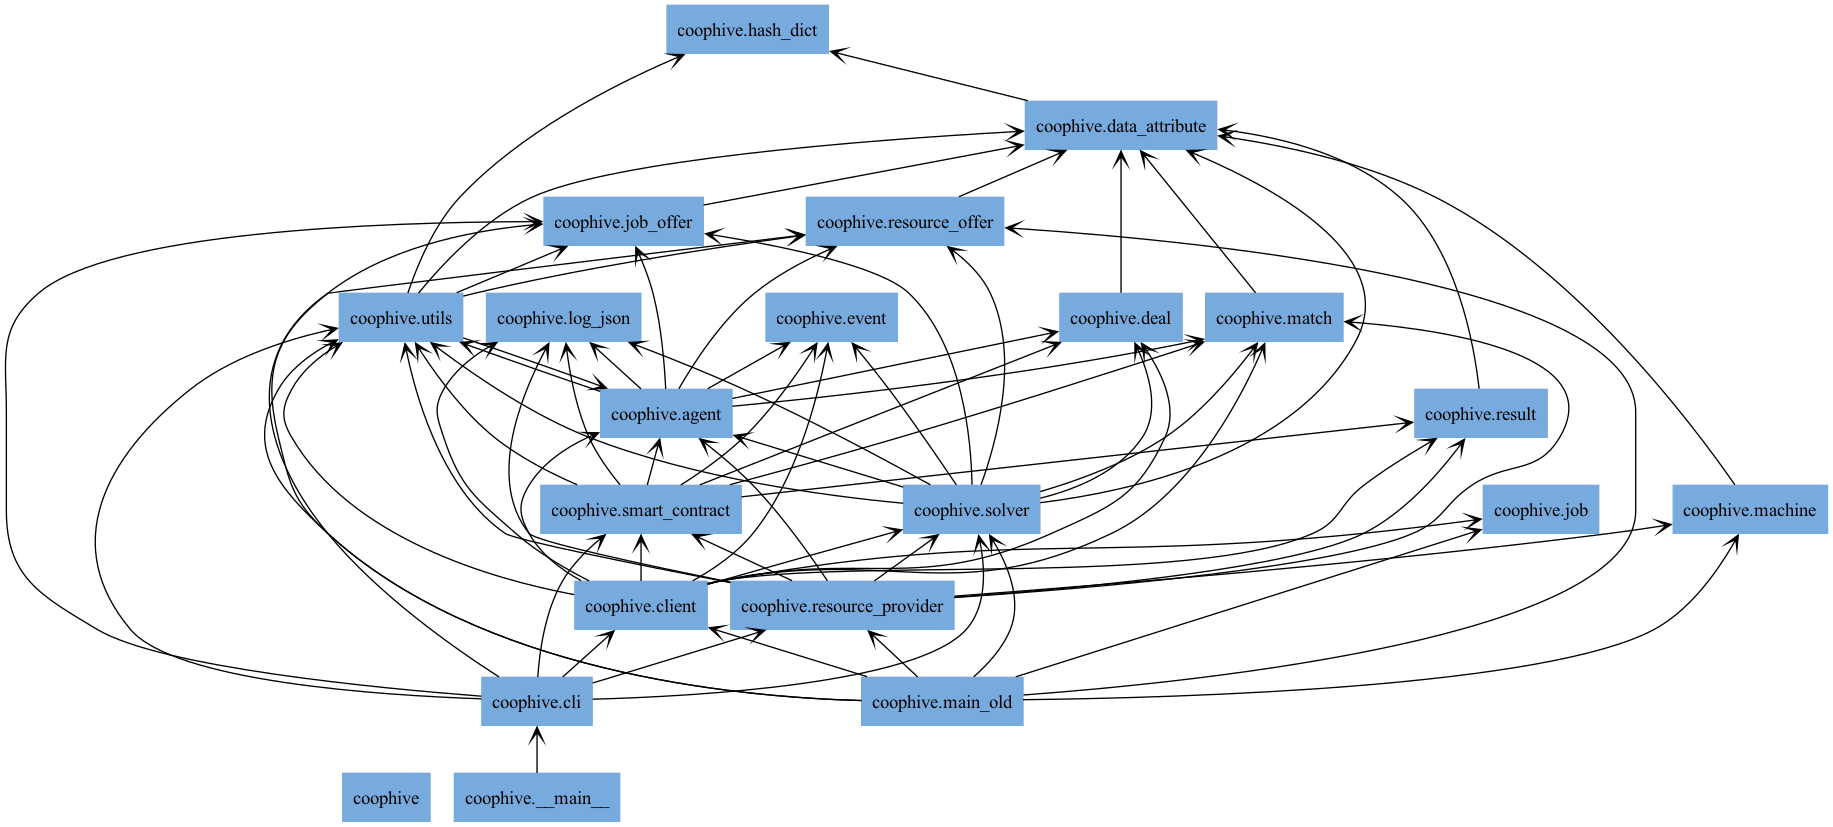 coophive.hash_dict
coophive.data_attribute
coophive.job_offer
coophive.resource_offer
coophive.utils
coophive.log_json
coophive.event
coophive.deal
coophive.match
coophive.agent
coophive.result
coophive.smart_contract
coophive.solver
coophive.job
coophive.machine
coophive.client
coophive.resource_provider
coophive.cli
coophive.main_old
coophive
coophive.__main__